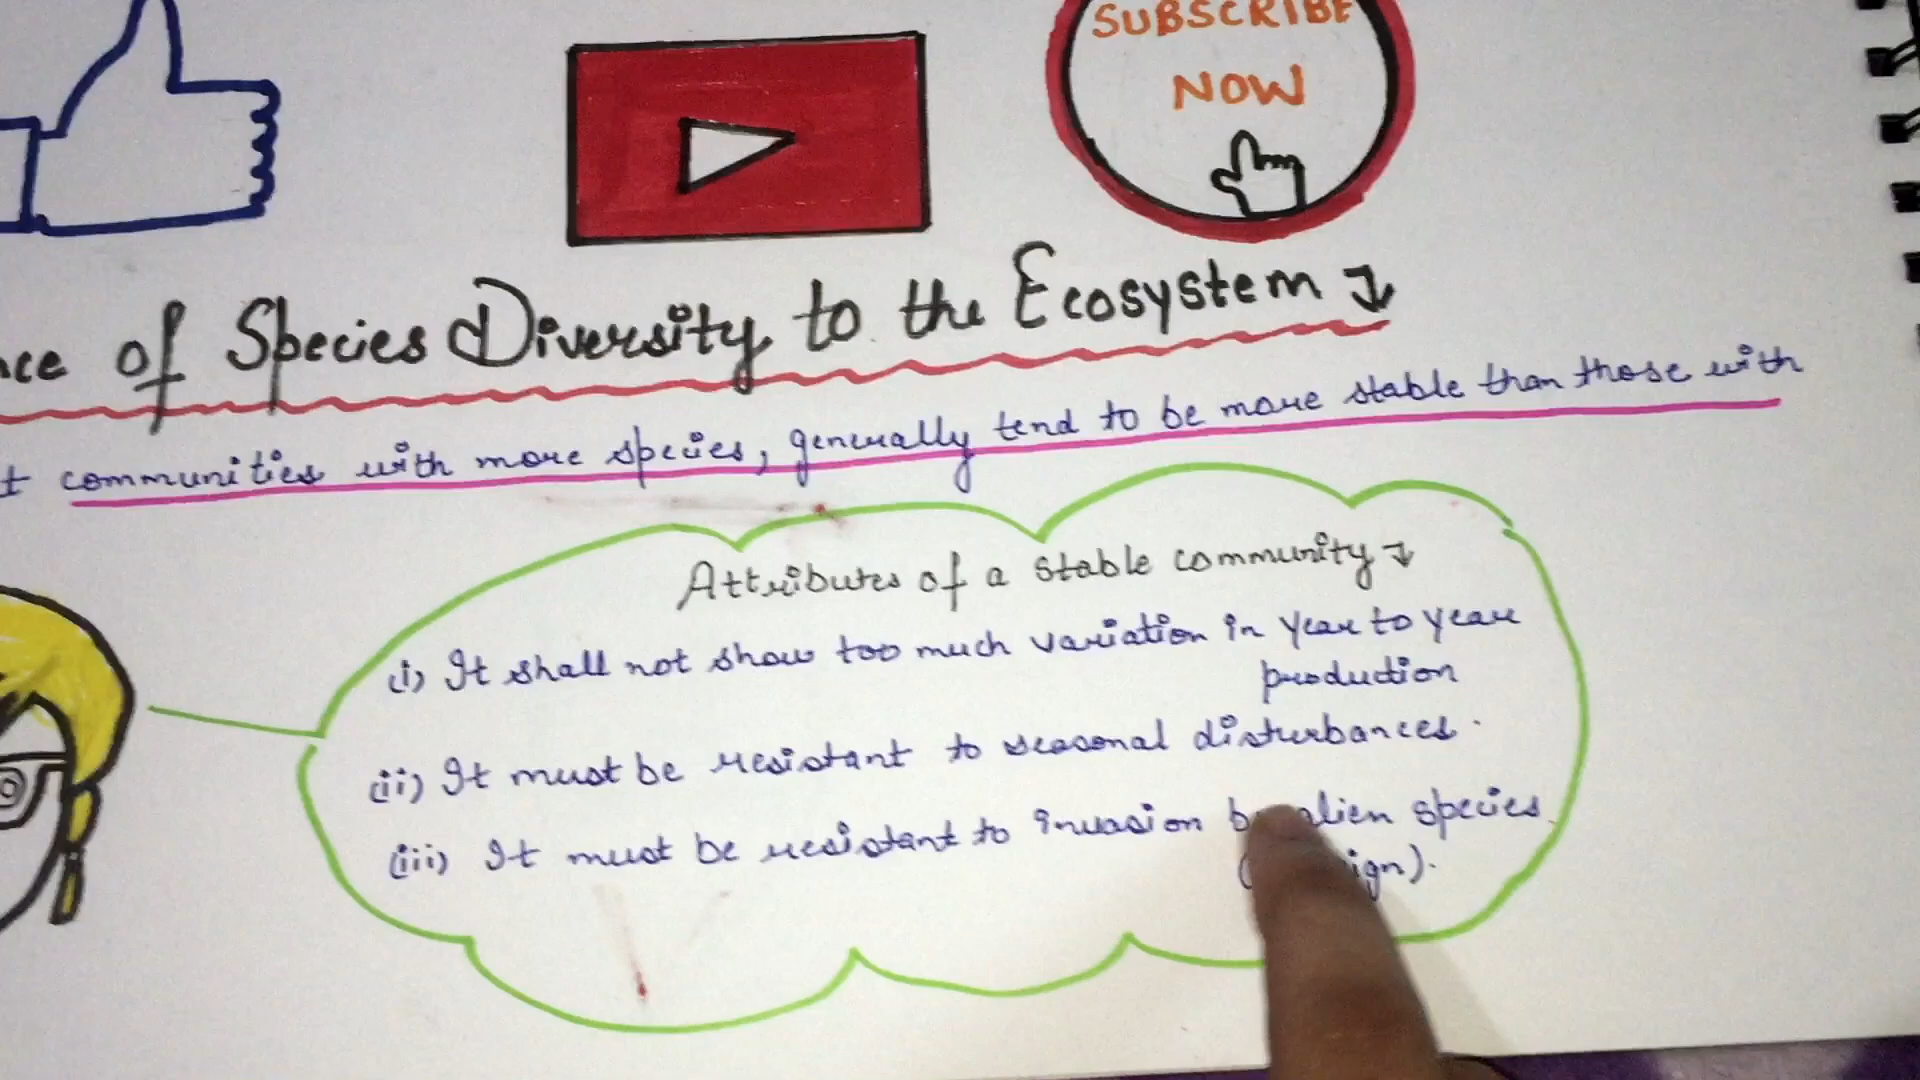 SUBSCRIBE
NOW
of Species Diversity to the Ecosystem
communities with more species, generally tend to be more stable than those with
Attributes of a stable community
(i) It shall not show too much variation in year to year
production
(ii) It must be resistant to seasonal disturbances.
(iii) It must be resistant to invasion by alien species